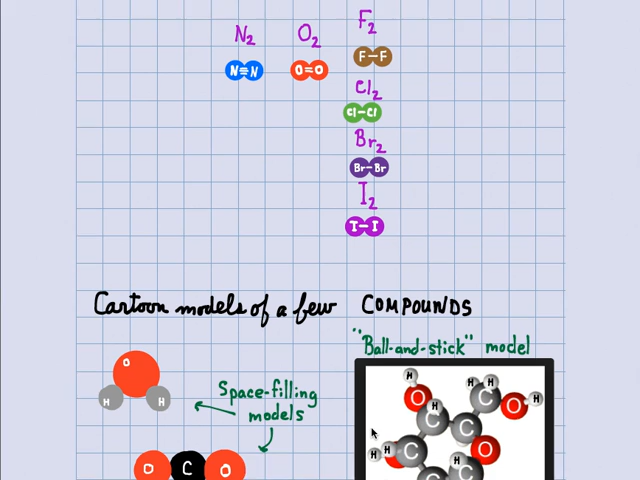 N₂ O₂ F₂
N≡N O=O F–F
Cl₂
Cl–Cl
Br₂
Br–Br
I₂
I–I
Cartoon models of a few COMPOUNDS
"Ball-and-stick" model
O
H H
Space-filling
models
O C O
H H H
O C O H
H
C C
H H O
H C